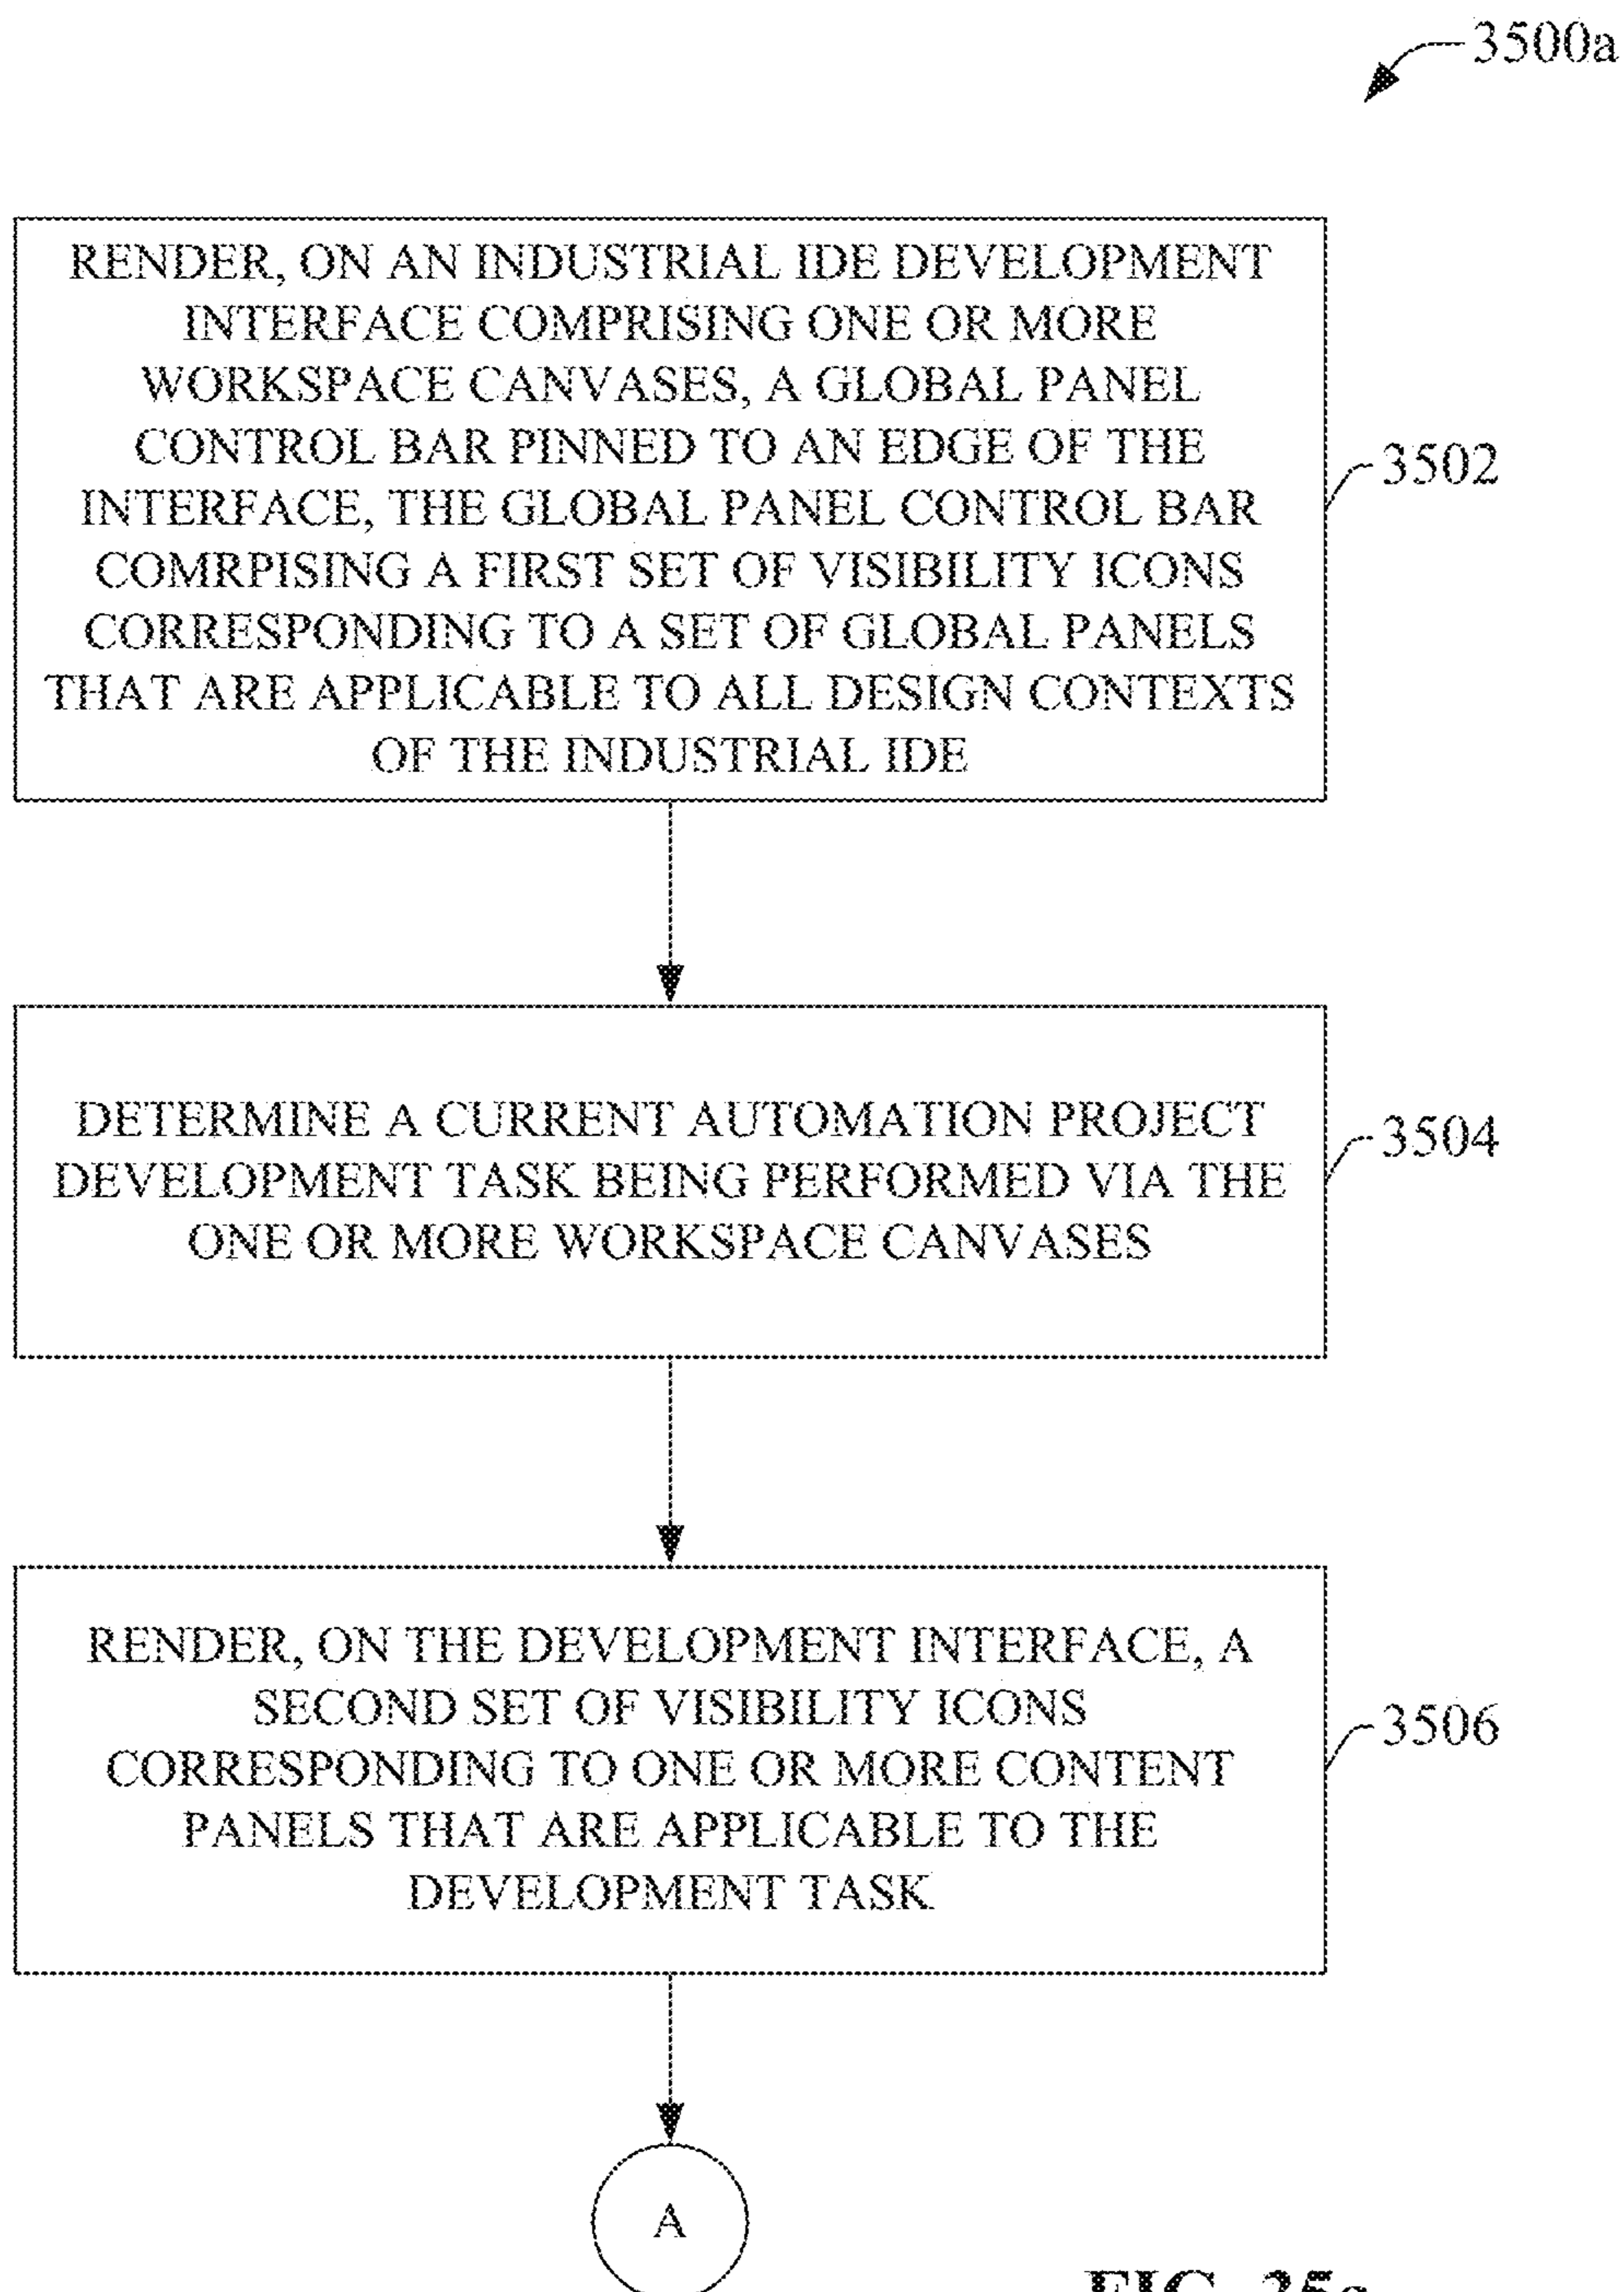 3500a
RENDER, ON AN INDUSTRIAL IDE DEVELOPMENT
INTERFACE COMPRISING ONE OR MORE
WORKSPACE CANVASES, A GLOBAL PANEL
CONTROL BAR PINNED TO AN EDGE OF THE
INTERFACE, THE GLOBAL PANEL CONTROL BAR
COMRPISING A FIRST SET OF VISIBILITY ICONS
CORRESPONDING TO A SET OF GLOBAL PANELS
THAT ARE APPLICABLE TO ALL DESIGN CONTEXTS
OF THE INDUSTRIAL IDE
3502
DETERMINE A CURRENT AUTOMATION PROJECT
DEVELOPMENT TASK BEING PERFORMED VIA THE
ONE OR MORE WORKSPACE CANVASES
3504
RENDER, ON THE DEVELOPMENT INTERFACE, A
SECOND SET OF VISIBILITY ICONS
CORRESPONDING TO ONE OR MORE CONTENT
PANELS THAT ARE APPLICABLE TO THE
DEVELOPMENT TASK
3506
A
FIG. 35a